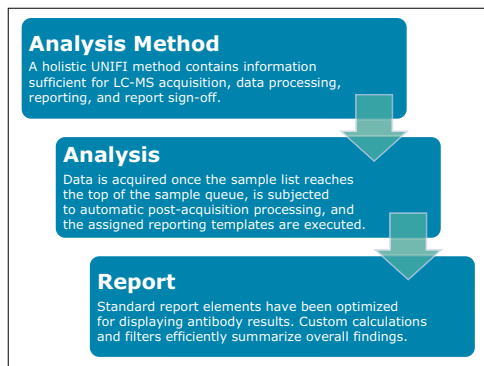 Analysis Method
A holistic UNIFI method contains information
sufficient for LC-MS acquisition, data processing,
reporting, and report sign-off.
Analysis
Data is acquired once the sample list reaches
the top of the sample queue, is subjected
to automatic post-acquisition processing, and
the assigned reporting templates are executed.
Report
Standard report elements have been optimized
for displaying antibody results. Custom calculations
and filters efficiently summarize overall findings.